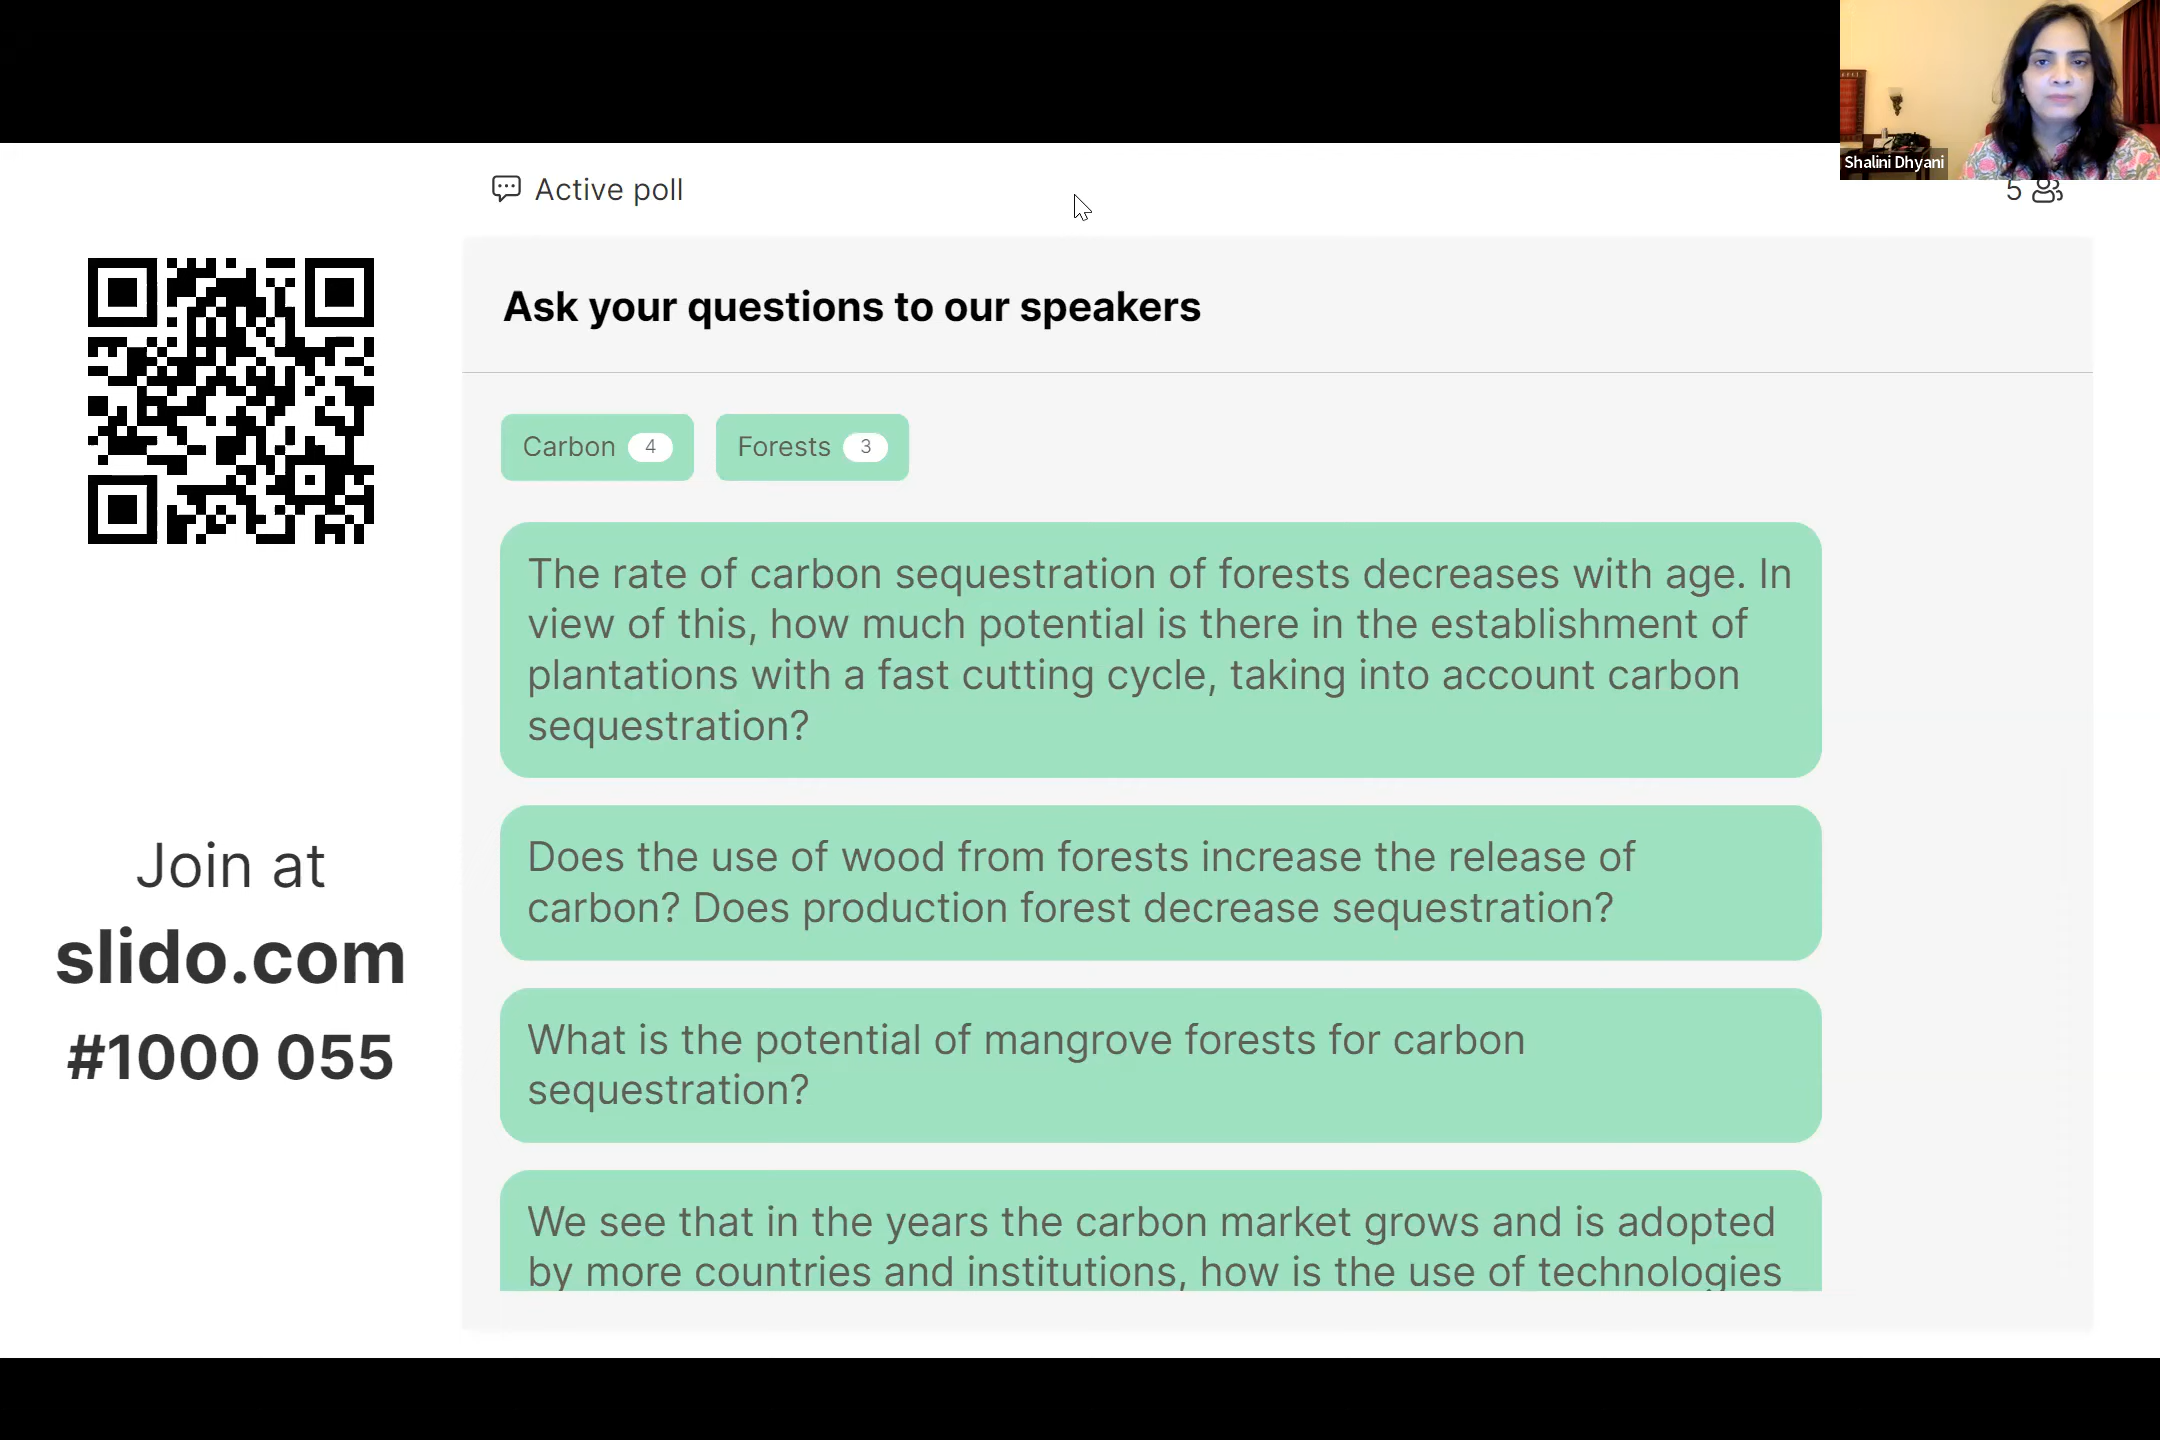 Shalini Dhyani
Active poll
5
Ask your questions to our speakers
Carbon 4
Forests 3
The rate of carbon sequestration of forests decreases with age. In
view of this, how much potential is there in the establishment of
plantations with a fast cutting cycle, taking into account carbon
sequestration?
Does the use of wood from forests increase the release of
carbon? Does production forest decrease sequestration?
What is the potential of mangrove forests for carbon
sequestration?
We see that in the years the carbon market grows and is adopted
by more countries and institutions, how is the use of technologies
Join at
slido.com
#1000 055